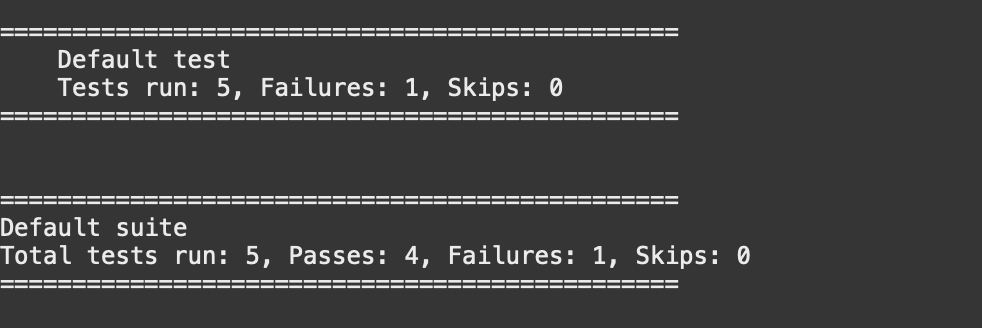 ===============================================
    Default test
    Tests run: 5, Failures: 1, Skips: 0
===============================================
===============================================
Default suite
Total tests run: 5, Passes: 4, Failures: 1, Skips: 0
===============================================